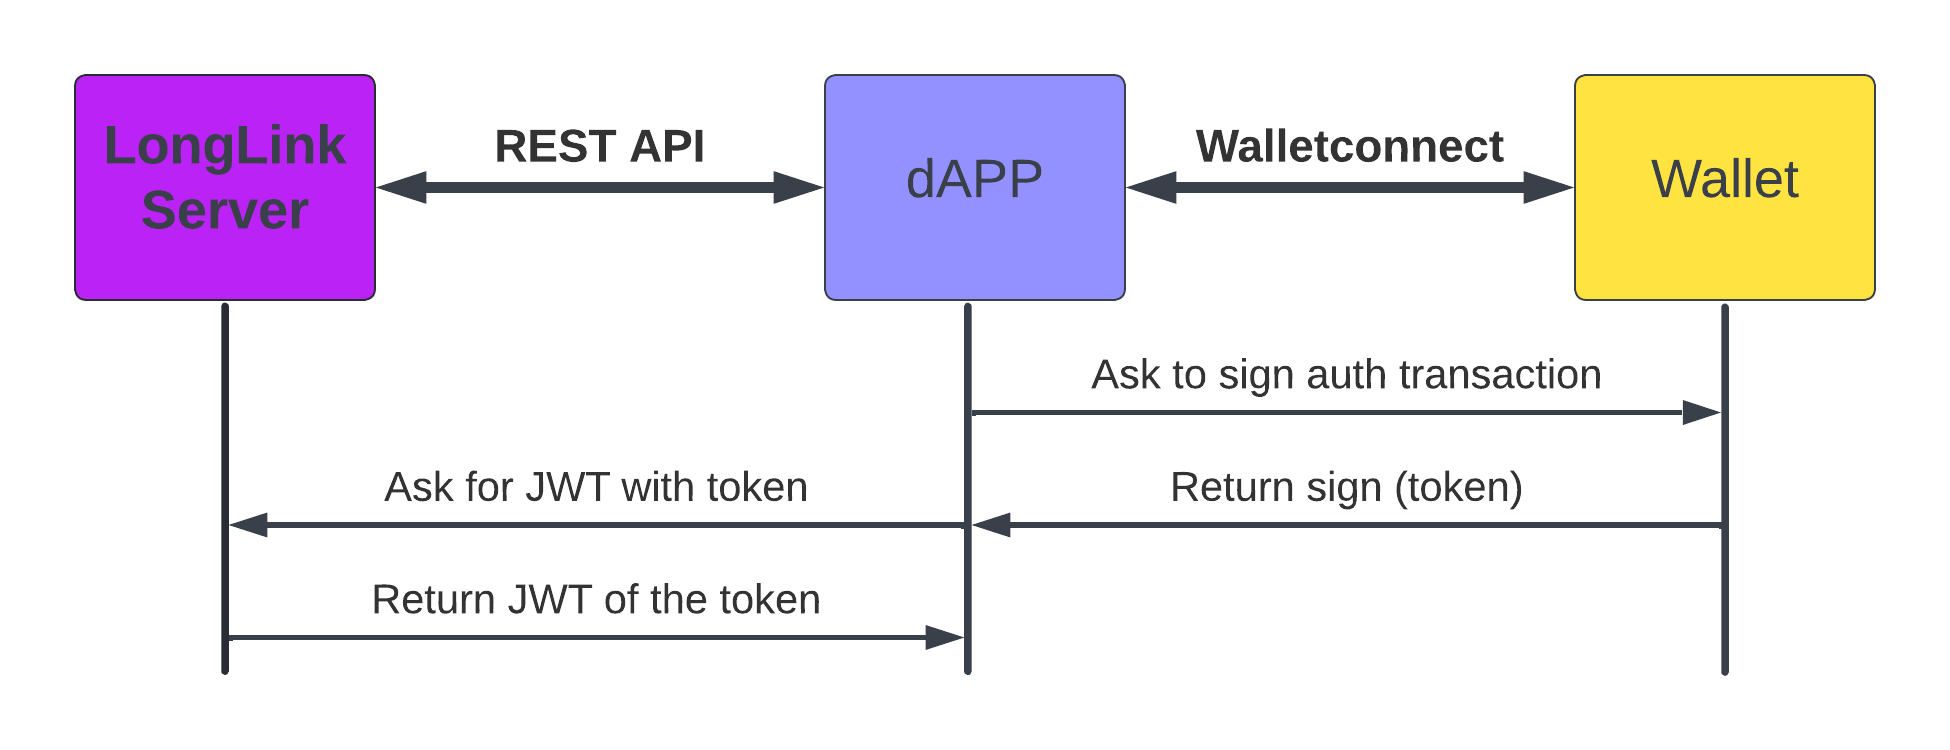 LongLink
Server
REST API
dAPP
Walletconnect
Wallet
Ask to sign auth transaction
Ask for JWT with token
Return sign (token)
Return JWT of the token